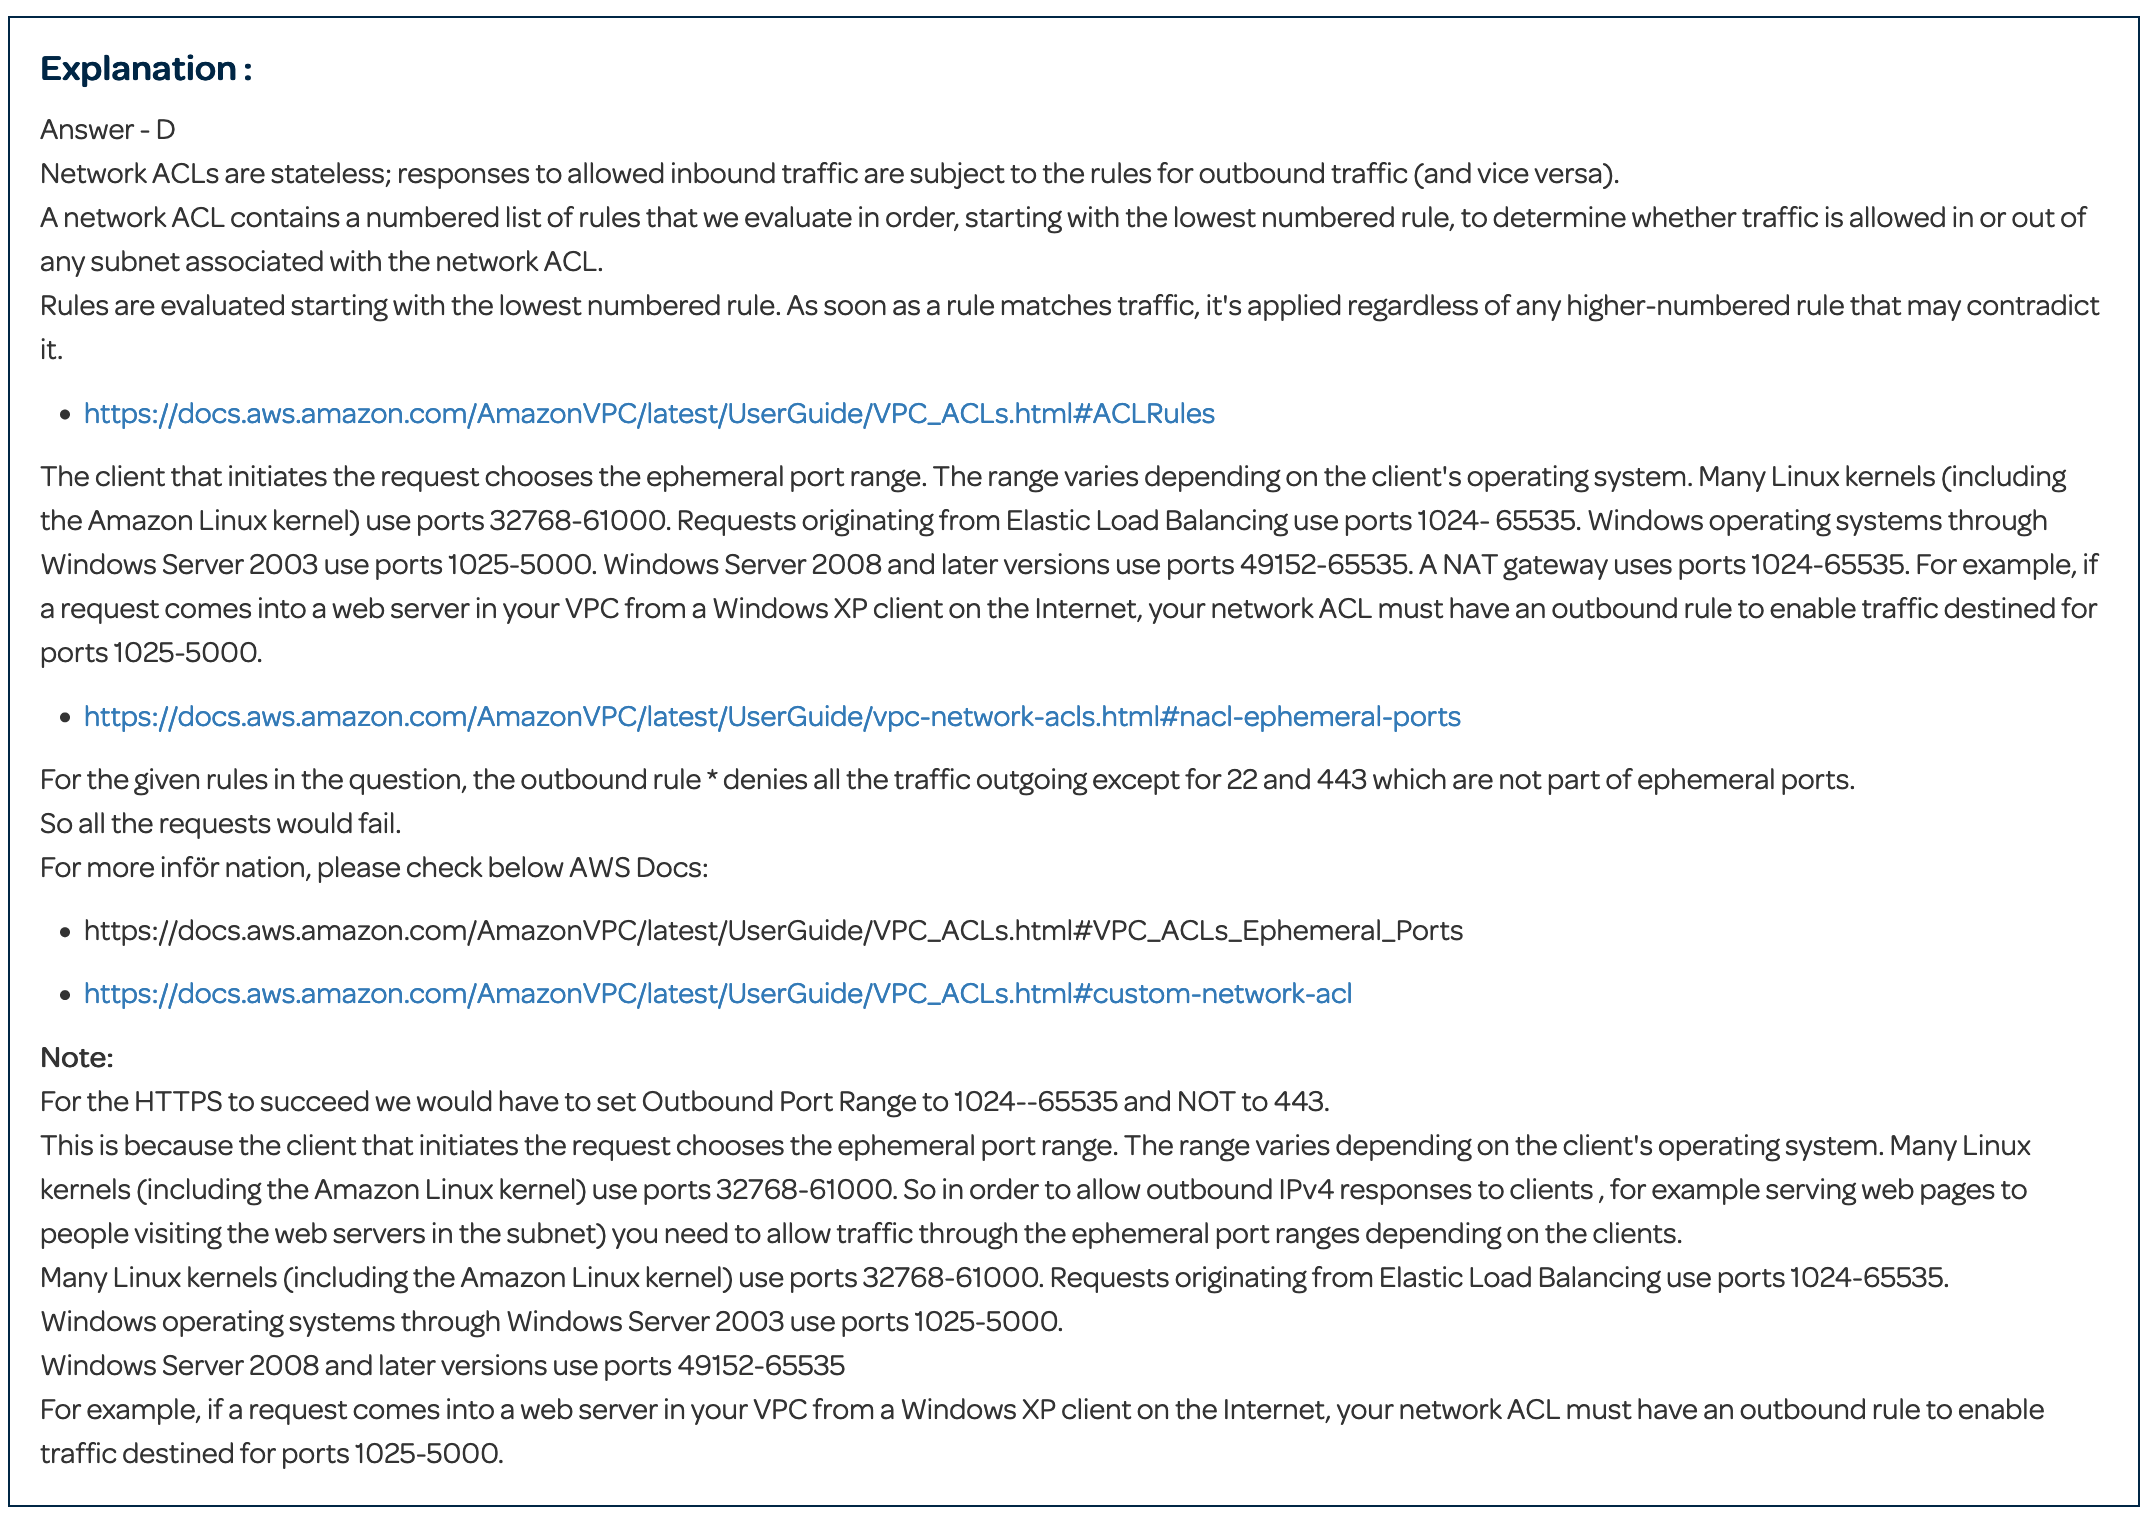 Explanation :
Answer - D
Network ACLs are stateless; responses to allowed inbound traffic are subject to the rules for outbound traffic (and vice versa).
A network ACL contains a numbered list of rules that we evaluate in order, starting with the lowest numbered rule, to determine whether traffic is allowed in or out of
any subnet associated with the network ACL.
Rules are evaluated starting with the lowest numbered rule. As soon as a rule matches traffic, it's applied regardless of any higher-numbered rule that may contradict
it.
• https://docs.aws.amazon.com/AmazonVPC/latest/UserGuide/VPC_ACLs.html#ACLRules
The client that initiates the request chooses the ephemeral port range. The range varies depending on the client's operating system. Many Linux kernels (including
the Amazon Linux kernel) use ports 32768-61000. Requests originating from Elastic Load Balancing use ports 1024- 65535. Windows operating systems through
Windows Server 2003 use ports 1025-5000. Windows Server 2008 and later versions use ports 49152-65535. A NAT gateway uses ports 1024-65535. For example, if
a request comes into a web server in your VPC from a Windows XP client on the Internet, your network ACL must have an outbound rule to enable traffic destined for
ports 1025-5000.
• https://docs.aws.amazon.com/AmazonVPC/latest/UserGuide/vpc-network-acls.html#nacl-ephemeral-ports
For the given rules in the question, the outbound rule * denies all the traffic outgoing except for 22 and 443 which are not part of ephemeral ports.
So all the requests would fail.
For more inför nation, please check below AWS Docs:
• https://docs.aws.amazon.com/AmazonVPC/latest/UserGuide/VPC_ACLs.html#VPC_ACLs_Ephemeral_Ports
• https://docs.aws.amazon.com/AmazonVPC/latest/UserGuide/VPC_ACLs.html#custom-network-acl
Note:
For the HTTPS to succeed we would have to set Outbound Port Range to 1024--65535 and NOT to 443.
This is because the client that initiates the request chooses the ephemeral port range. The range varies depending on the client's operating system. Many Linux
kernels (including the Amazon Linux kernel) use ports 32768-61000. So in order to allow outbound IPv4 responses to clients , for example serving web pages to
people visiting the web servers in the subnet) you need to allow traffic through the ephemeral port ranges depending on the clients.
Many Linux kernels (including the Amazon Linux kernel) use ports 32768-61000. Requests originating from Elastic Load Balancing use ports 1024-65535.
Windows operating systems through Windows Server 2003 use ports 1025-5000.
Windows Server 2008 and later versions use ports 49152-65535
For example, if a request comes into a web server in your VPC from a Windows XP client on the Internet, your network ACL must have an outbound rule to enable
traffic destined for ports 1025-5000.